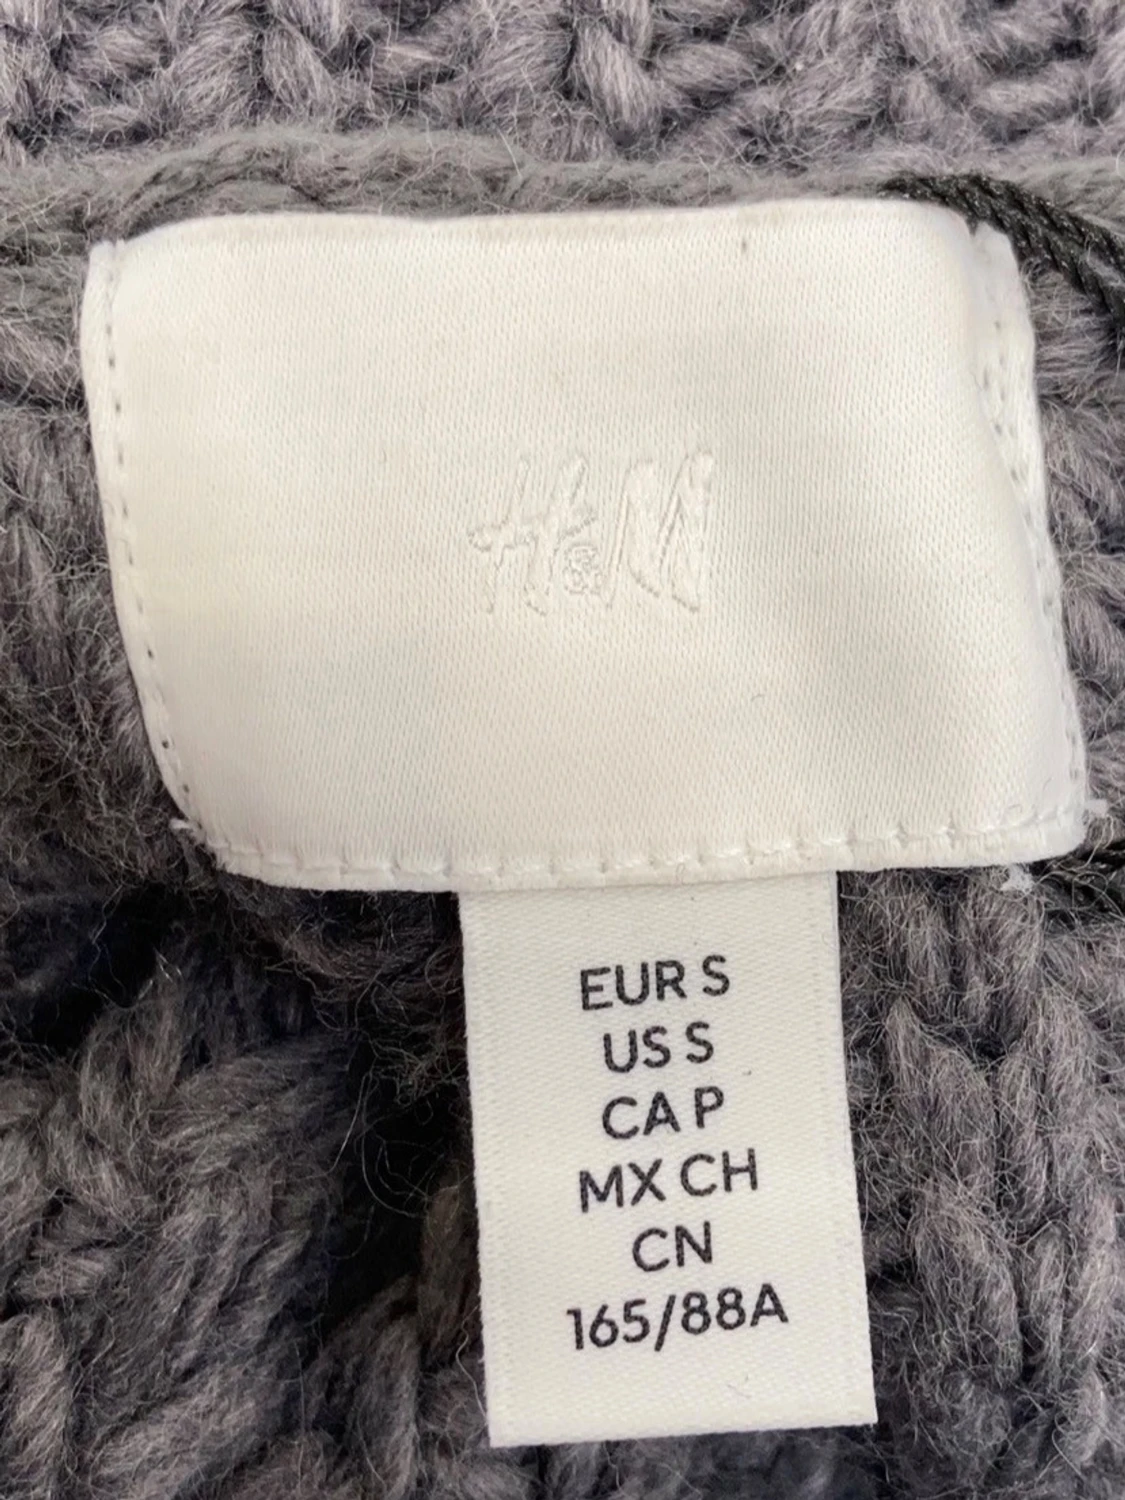 H&M
EUR S
US S
CA P
MX CH
CN
165/88A